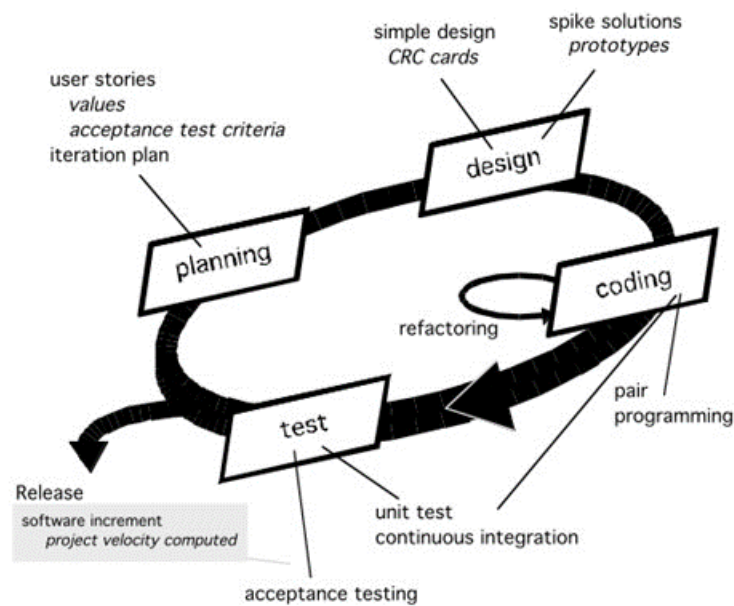 simple design
CRC cards
spike solutions
prototypes
user stories
values
acceptance test criteria
iteration plan
design
planning
coding
refactoring
test
pair
programming
Release
software increment
project velocity computed
unit test
continuous integration
acceptance testing